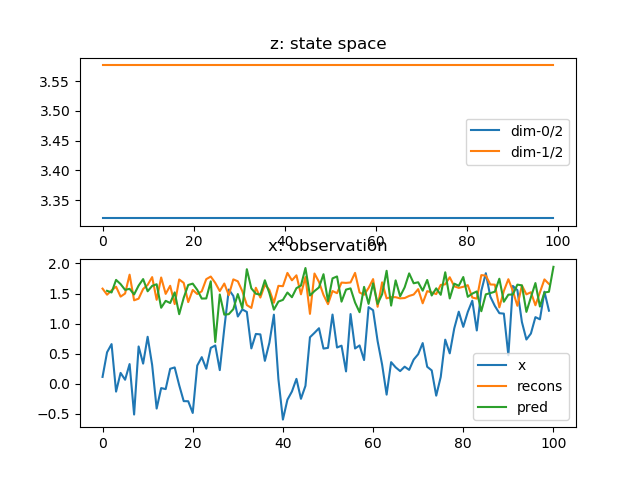 z: state space
3.55
3.50
3.45
3.40
3.35
dim-0/2
dim-1/2
0 20 40 60 80 100
x: observation
2.0
1.5
1.0
0.5
0.0
−0.5
x
recons
pred
0 20 40 60 80 100